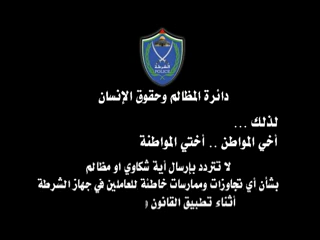 دائرة المظالم وحقوق الإنسان
لذلك ...
أخي المواطن .. أختي المواطنة
لا تتردد بإرسال أية شكاوي او مظالم
بشأن أي تجاوزات وممارسات خاطئة للعاملين في جهاز الشرطة
أثناء تطبيق القانون (